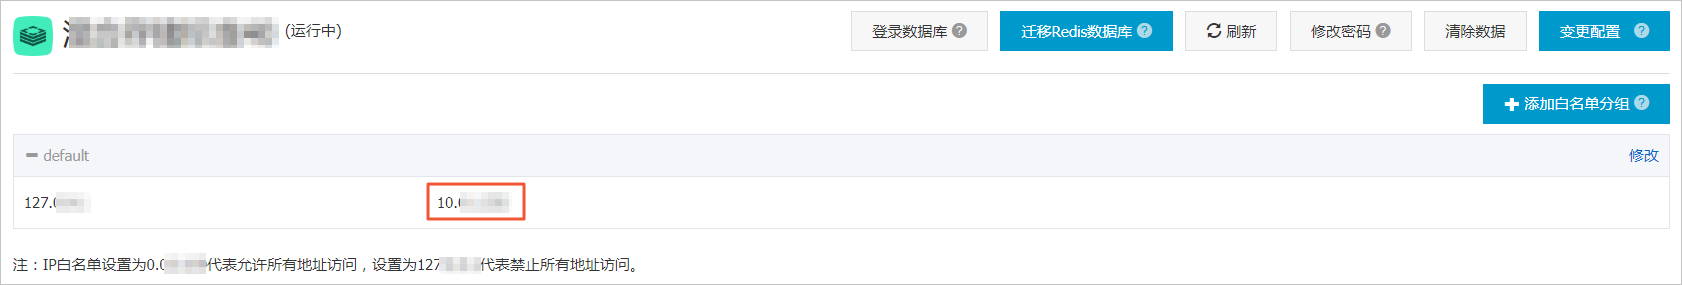 (运行中) 登录数据库 ? 迁移Redis数据库 ? 刷新 修改密码 ? 清除数据 变更配置 ?
添加白名单分组 ?
default 修改
127. 10.
注：IP白名单设置为0. 代表允许所有地址访问，设置为127 代表禁止所有地址访问。